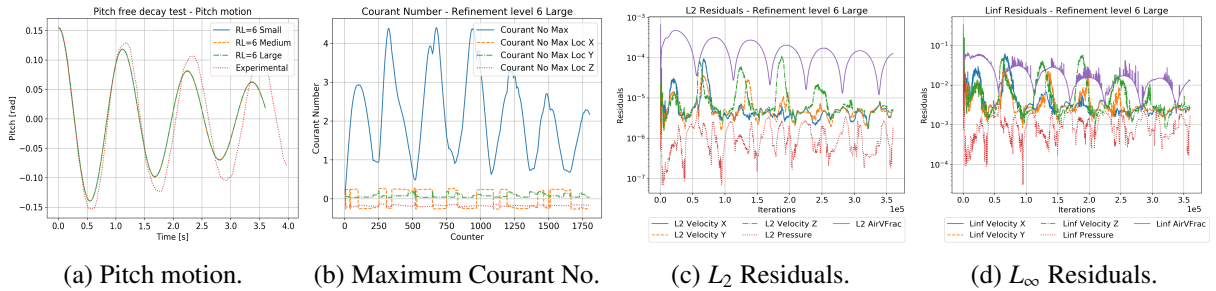 Pitch free decay test - Pitch motion
RL=6 Small
RL=6 Medium
RL=6 Large
Experimental
Pitch [rad]
0.15
0.10
0.05
0.00
−0.05
−0.10
−0.15
0.0 0.5 1.0 1.5 2.0 2.5 3.0 3.5 4.0
Time [s]
(a) Pitch motion.
Courant Number - Refinement level 6 Large
Courant No Max
Courant No Max Loc X
Courant No Max Loc Y
Courant No Max Loc Z
Courant Number
4
3
2
1
0
0 250 500 750 1000 1250 1500 1750
Counter
(b) Maximum Courant No.
L2 Residuals - Refinement level 6 Large
Residuals
10⁻³
10⁻⁴
10⁻⁵
10⁻⁶
10⁻⁷
0.0 0.5 1.0 1.5 2.0 2.5 3.0 3.5
Iterations
1e5
L2 Velocity X
L2 Velocity Y
L2 Velocity Z
L2 Pressure
L2 AirVFrac
(c) L₂ Residuals.
Linf Residuals - Refinement level 6 Large
Residuals
10⁻¹
10⁻²
10⁻³
10⁻⁴
0.0 0.5 1.0 1.5 2.0 2.5 3.0 3.5
Iterations
1e5
Linf Velocity X
Linf Velocity Y
Linf Velocity Z
Linf Pressure
Linf AirVFrac
(d) L∞ Residuals.